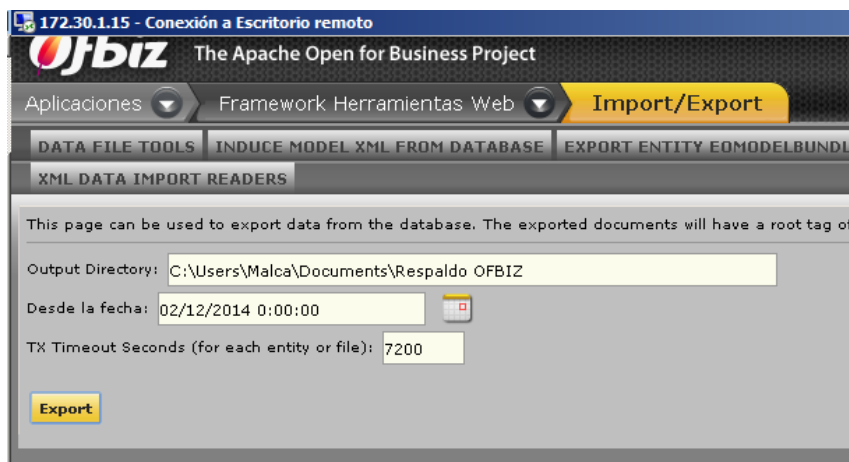 172.30.1.15 - Conexión a Escritorio remoto
Ofbiz The Apache Open for Business Project
Aplicaciones Framework Herramientas Web Import/Export
DATA FILE TOOLS INDUCE MODEL XML FROM DATABASE EXPORT ENTITY EOMODELBUNDL
XML DATA IMPORT READERS
This page can be used to export data from the database. The exported documents will have a root tag of
Output Directory: C:\Users\Malca\Documents\Respaldo OFBIZ
Desde la fecha: 02/12/2014 0:00:00
TX Timeout Seconds (for each entity or file): 7200
Export